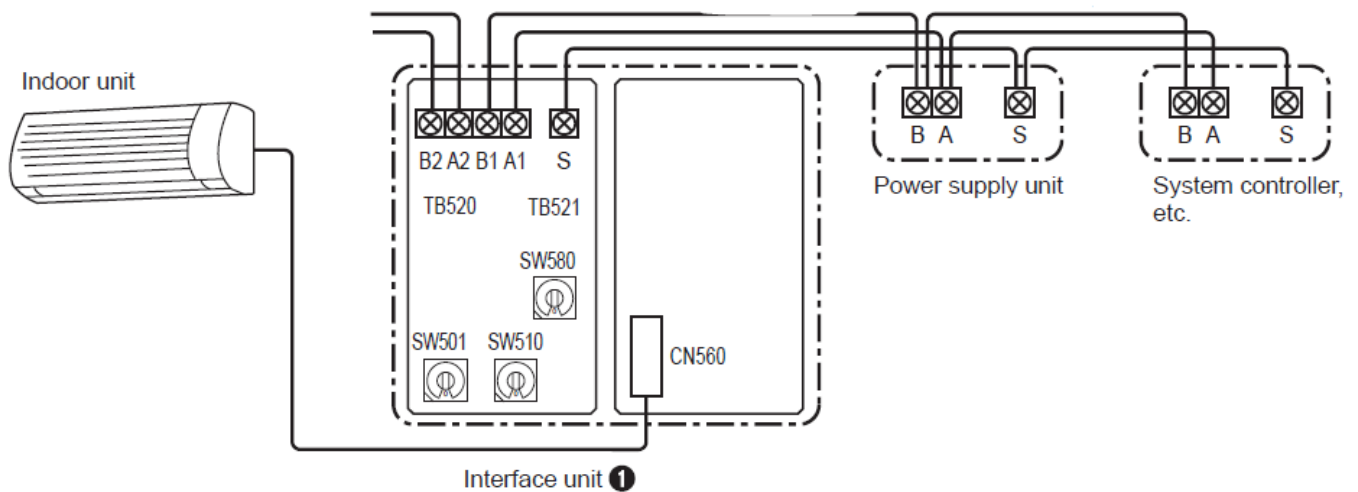 Indoor unit
B2 A2 B1 A1 S
TB520 TB521
SW580
SW501 SW510
CN560
Interface unit ❶
B A S
Power supply unit
B A S
System controller,
etc.